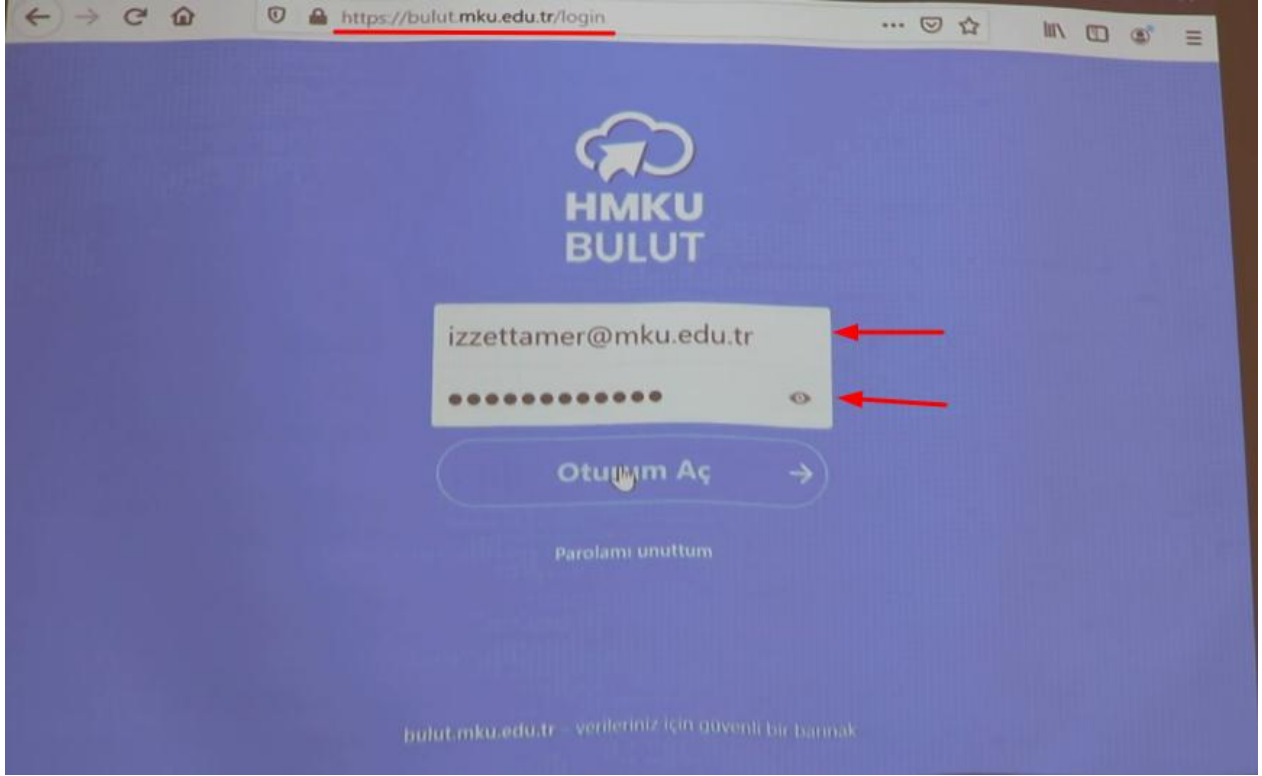 https://bulut.mku.edu.tr/login
HMKU
BULUT
izzettamer@mku.edu.tr
●●●●●●●●●●●●
Oturum Aç
Parolamı unuttum
bulut.mku.edu.tr – verileriniz için güvenli bir barınak